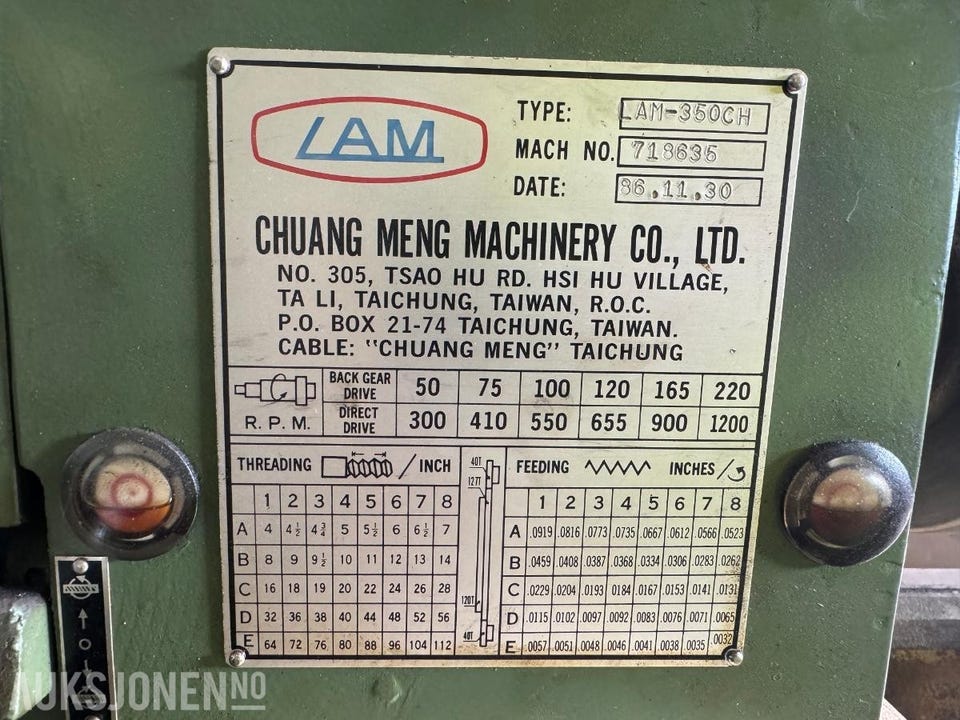 LAM
TYPE: LAM-350CH
MACH NO. 718635
DATE: 86.11.30
CHUANG MENG MACHINERY CO., LTD.
NO. 305, TSAO HU RD. HSI HU VILLAGE,
TA LI, TAICHUNG, TAIWAN, R.O.C.
P.O. BOX 21-74 TAICHUNG, TAIWAN.
CABLE: "CHUANG MENG" TAICHUNG
R.P.M.
BACK GEAR DRIVE 50 75 100 120 165 220
DIRECT DRIVE 300 410 550 655 900 1200
THREADING /INCH
1 2 3 4 5 6 7 8
A 4 4½ 4¾ 5 5½ 6 6½ 7
B 8 9 9½ 10 11 12 13 14
C 16 18 19 20 22 24 26 28
D 32 36 38 40 44 48 52 56
E 64 72 76 80 88 96 104 112
40T
127T
120T
40T
FEEDING INCHES/
1 2 3 4 5 6 7 8
A .0919 .0816 .0773 .0735 .0667 .0612 .0566 .0523
B .0459 .0408 .0387 .0368 .0334 .0306 .0283 .0262
C .0229 .0204 .0193 .0184 .0167 .0153 .0141 .0131
D .0115 .0102 .0097 .0092 .0083 .0076 .0071 .0065
E .0057 .0051 .0048 .0046 .0041 .0038 .0035 .0032
AUKSJONEN NO